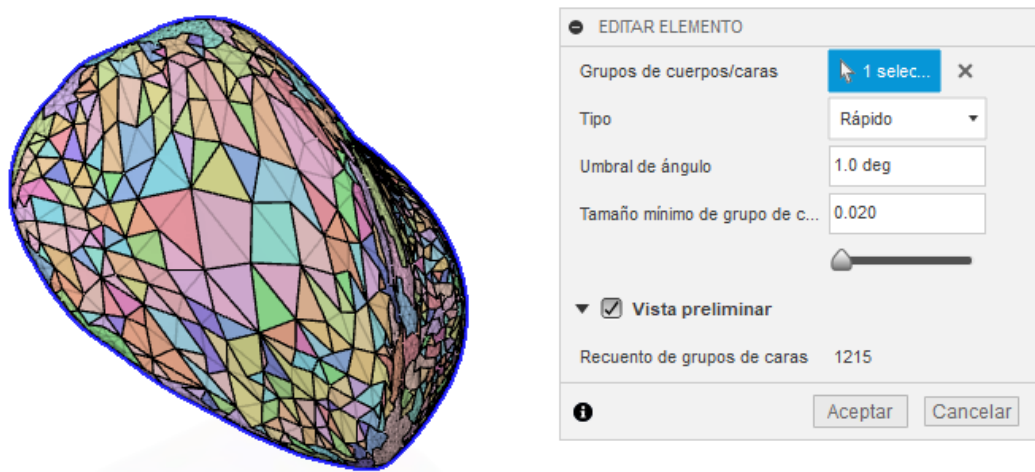 EDITAR ELEMENTO
Grupos de cuerpos/caras 1 selec...
Tipo Rápido
Umbral de ángulo 1.0 deg
Tamaño mínimo de grupo de c... 0.020
Vista preliminar
Recuento de grupos de caras 1215
Aceptar Cancelar